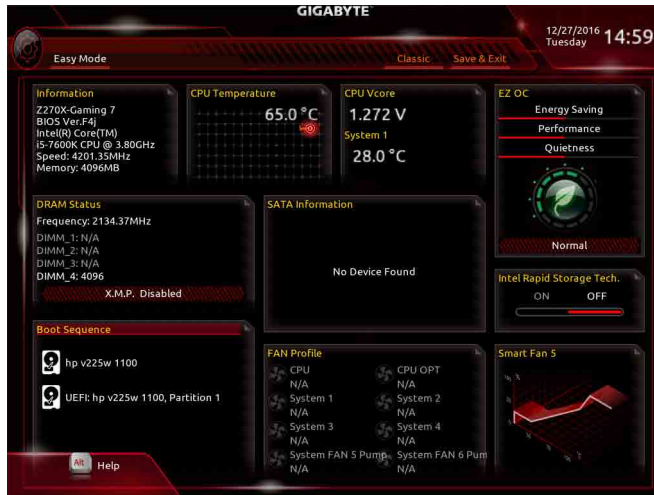 GIGABYTE
12/27/2016
Tuesday
14:59
Easy Mode
Classic
Save & Exit
Information
Z270X-Gaming 7
BIOS Ver.F4j
Intel(R) Core(TM)
i5-7600K CPU @ 3.80GHz
Speed: 4201.35MHz
Memory: 4096MB
CPU Temperature
65.0 °C
CPU Vcore
1.272 V
System 1
28.0 °C
EZ OC
Energy Saving
Performance
Quietness
Normal
DRAM Status
Frequency: 2134.37MHz
DIMM_1: N/A
DIMM_2: N/A
DIMM_3: N/A
DIMM_4: 4096
X.M.P. Disabled
SATA Information
No Device Found
Intel Rapid Storage Tech.
ON OFF
Boot Sequence
hp v225w 1100
UEFI: hp v225w 1100, Partition 1
FAN Profile
CPU
N/A
CPU OPT
N/A
System 1
N/A
System 2
N/A
System 3
N/A
System 4
N/A
System FAN 5 Pump
N/A
System FAN 6 Pum
N/A
Smart Fan 5
Alt
Help